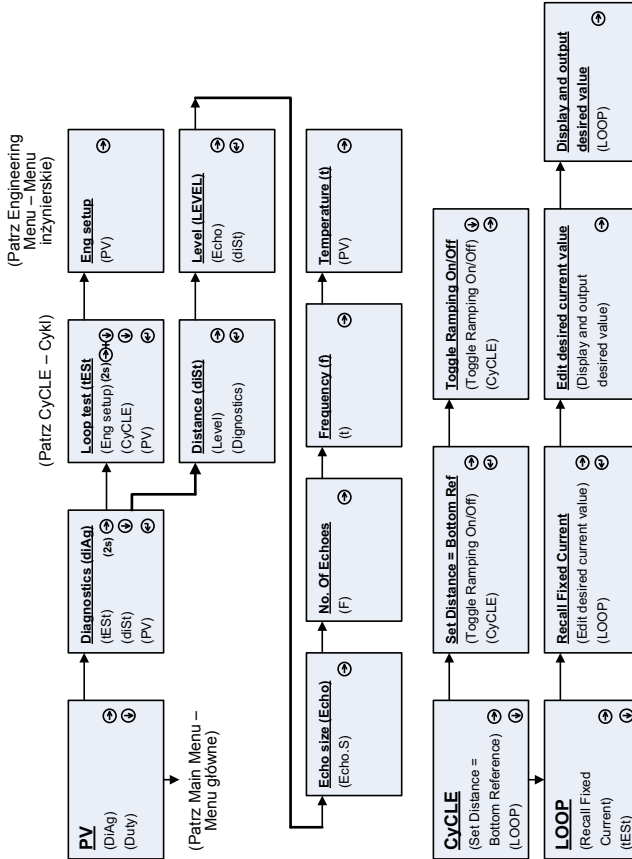 (Patrz Engineering
Menu – Menu
inżynierskie)
(Patrz CyCLE – Cykl)
PV
(DiAg)
(Duty)
(Patrz Main Menu –
Menu główne)
Diagnostics (diAg)
(tESt) (2s)
(diSt)
(PV)
Loop test (tESt
(Eng setup) (2s) +
(CyCLE)
(PV)
Eng setup
(PV)
Distance (diSt)
(Level)
(Dignostics)
Level (LEVEL)
(Echo)
(diSt)
Echo size (Echo)
(Echo.S)
No. Of Echoes
(F)
Frequency (f)
(t)
Temperature (t)
(PV)
CyCLE
(Set Distance =
Bottom Reference)
(LOOP)
Set Distance = Bottom Ref
(Toggle Ramping On/Off)
(CyCLE)
Toggle Ramping On/Off
(Toggle Ramping On/Off)
(CyCLE)
LOOP
(Recall Fixed
Current)
(tESt)
Recall Fixed Current
(Edit desired current value)
(LOOP)
Edit desired current value
(Display and output
desired value)
Display and output
desired value
(LOOP)